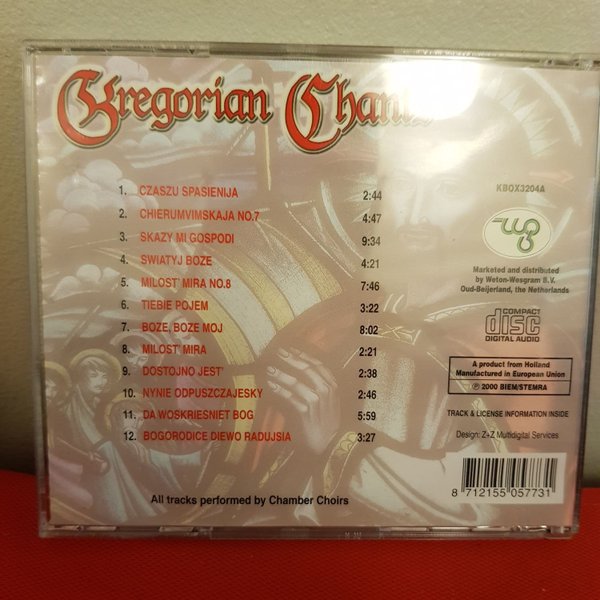 Gregorian Chants
1. CZASZU SPASIENIJA 2:44
2. CHIERUMVIMSKAJA NO.7 4:47
3. SKAZY MI GOSPODI 9:34
4. SWIATYJ BOZE 4:21
5. MILOST' MIRA NO.8 7:46
6. TIEBIE POJEM 3:22
7. BOZE, BOZE MOJ 8:02
8. MILOST' MIRA 2:21
9. DOSTOJNO JEST' 2:38
10. NYNIE ODPUSZCZAJESKY 2:46
11. DA WOSKRIESNIET BOG 5:59
12. BOGORODICE DIEWO RADUJSIA 3:27
All tracks performed by Chamber Choirs
KBOX3204A
Marketed and distributed
by Weton-Wesgram B.V.
Oud-Beijerland, the Netherlands
COMPACT
disc
DIGITAL AUDIO
A product from Holland
Manufactured in European Union
℗ 2000 BIEM/STEMRA
TRACK & LICENSE INFORMATION INSIDE
Design: Z+Z Multidigital Services
8 712155 057731